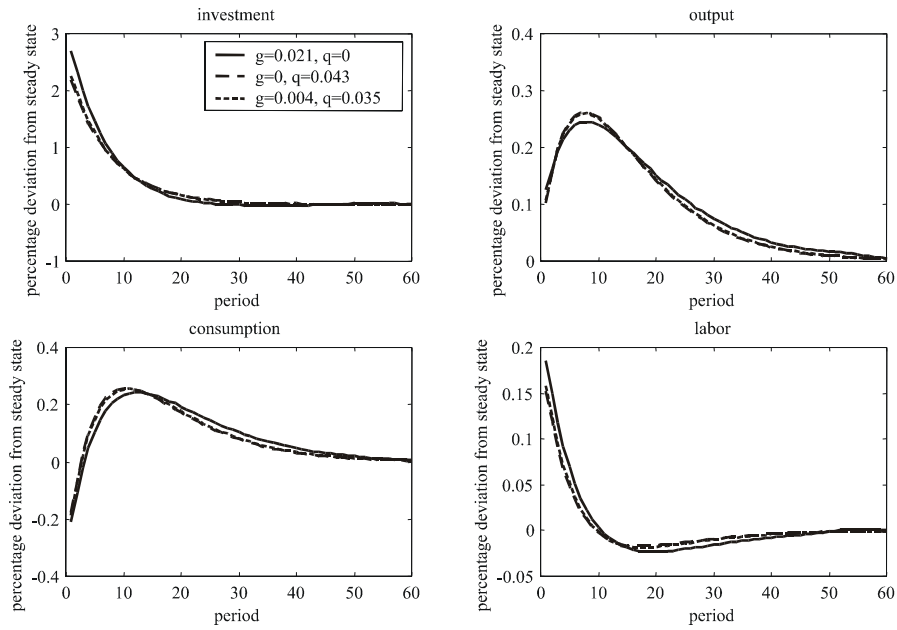 investment
percentage deviation from steady state
3
2
1
0
-1
g=0.021, q=0
g=0, q=0.043
g=0.004, q=0.035
0 10 20 30 40 50 60
period
output
percentage deviation from steady state
0.4
0.3
0.2
0.1
0
0 10 20 30 40 50 60
period
consumption
percentage deviation from steady state
0.4
0.2
0
-0.2
-0.4
0 10 20 30 40 50 60
period
labor
percentage deviation from steady state
0.2
0.15
0.1
0.05
0
-0.05
0 10 20 30 40 50 60
period